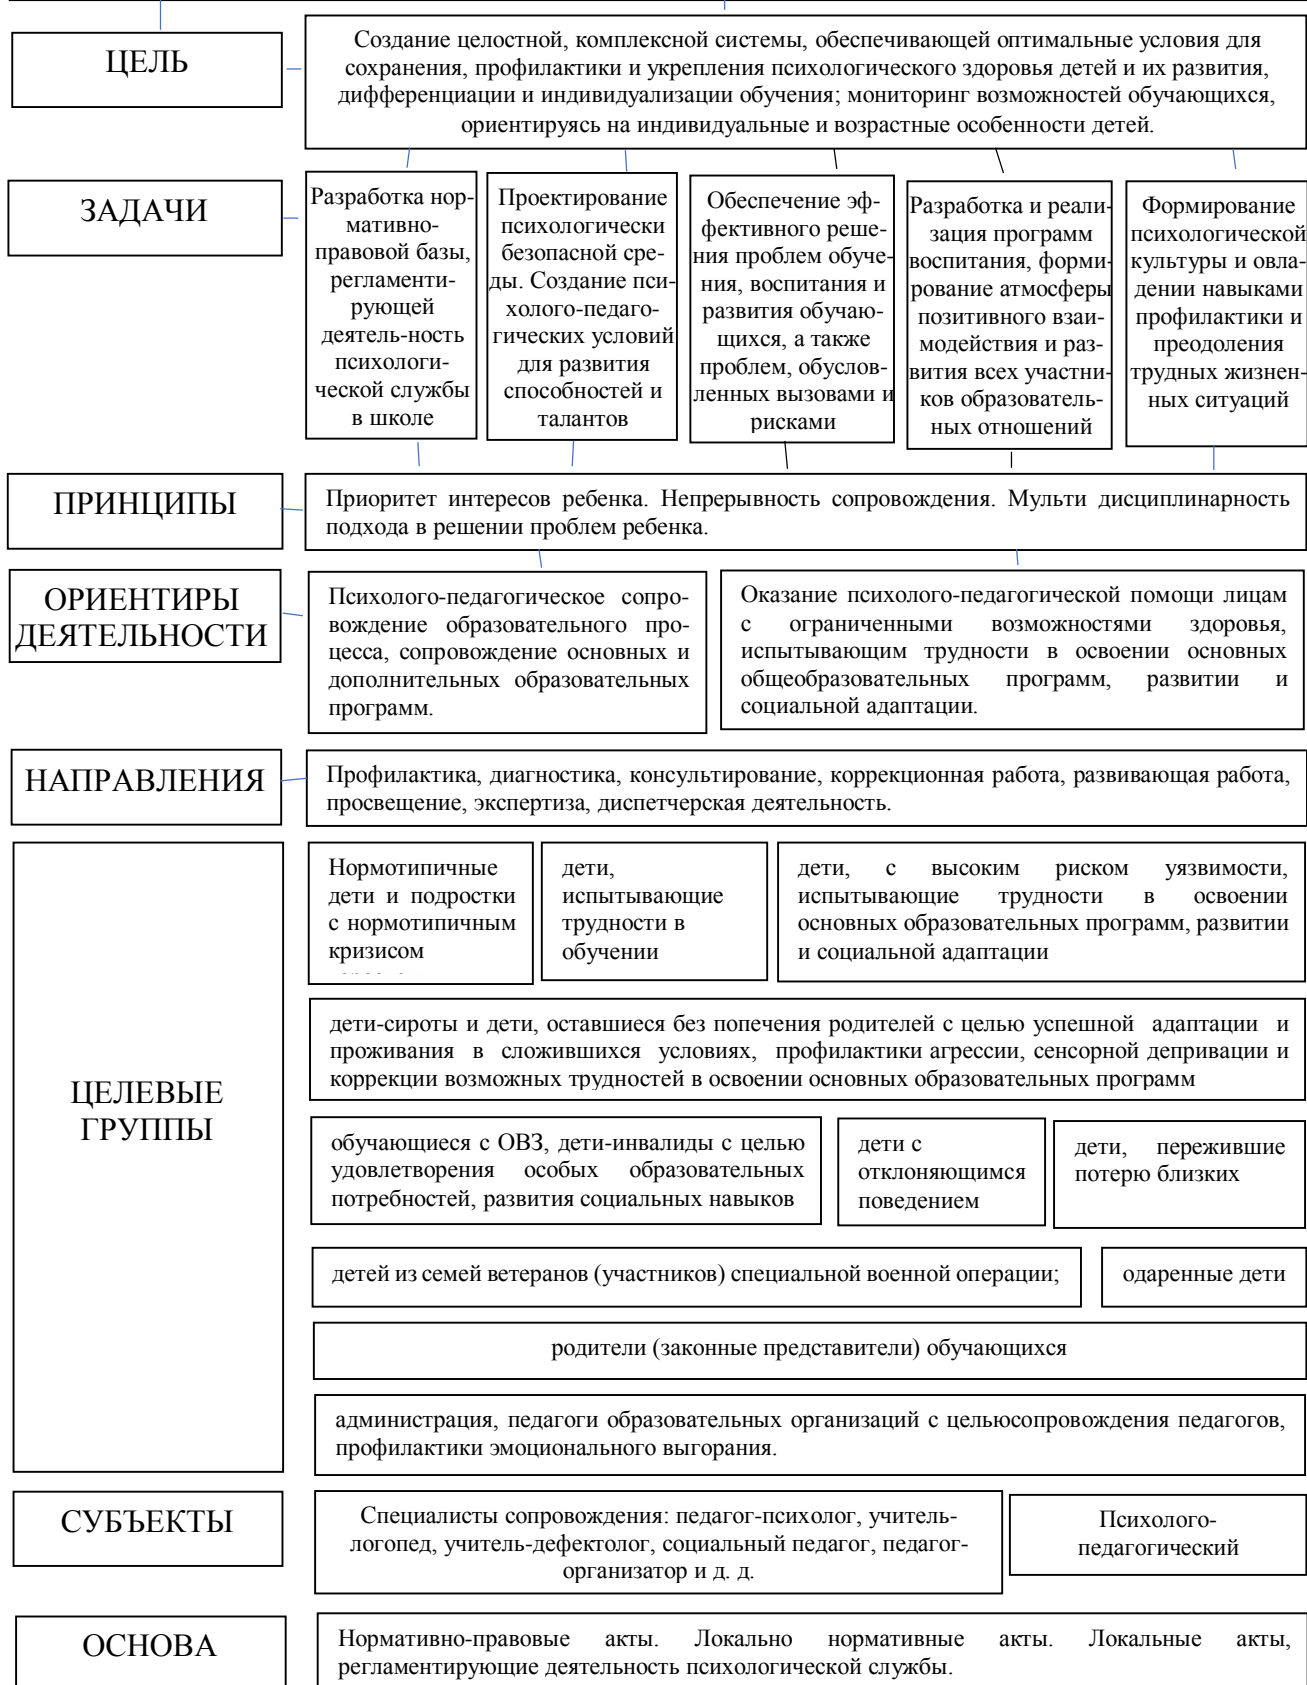 ЦЕЛЬ
Создание целостной, комплексной системы, обеспечивающей оптимальные условия для
сохранения, профилактики и укрепления психологического здоровья детей и их развития,
дифференциации и индивидуализации обучения; мониторинг возможностей обучающихся,
ориентируясь на индивидуальные и возрастные особенности детей.
ЗАДАЧИ
Разработка нор-
мативно-
правовой базы,
регламенти-
рующей
деятель-ность
психологи-
ческой службы
в школе
Проектирование
психологически
безопасной сре-
ды. Создание пси-
холого-педаго-
гических условий
для развития
способностей и
талантов
Обеспечение эф-
фективного реше-
ния проблем обуче-
ния, воспитания и
развития обучаю-
щихся, а также
проблем, обуслов-
ленных вызовами и
рисками
Разработка и реали-
зация программ
воспитания, форми-
рование атмосферы
позитивного взаи-
модействия и раз-
вития всех участни-
ков образователь-
ных отношений
Формирование
психологической
культуры и овла-
дении навыками
профилактики и
преодоления
трудных жизнен-
ных ситуаций
ПРИНЦИПЫ
Приоритет интересов ребенка. Непрерывность сопровождения. Мульти дисциплинарность
подхода в решении проблем ребенка.
ОРИЕНТИРЫ
ДЕЯТЕЛЬНОСТИ
Психолого-педагогическое сопро-
вождение образовательного про-
цесса, сопровождение основных и
дополнительных образовательных
программ.
Оказание психолого-педагогической помощи лицам
с ограниченными возможностями здоровья,
испытывающим трудности в освоении основных
общеобразовательных программ, развитии и
социальной адаптации.
НАПРАВЛЕНИЯ
Профилактика, диагностика, консультирование, коррекционная работа, развивающая работа,
просвещение, экспертиза, диспетчерская деятельность.
ЦЕЛЕВЫЕ
ГРУППЫ
Нормотипичные
дети и подростки
с нормотипичным
кризисом
дети,
испытывающие
трудности в
обучении
дети, с высоким риском уязвимости,
испытывающие трудности в освоении
основных образовательных программ, развитии
и социальной адаптации
дети-сироты и дети, оставшиеся без попечения родителей с целью успешной адаптации и
проживания в сложившихся условиях, профилактики агрессии, сенсорной депривации и
коррекции возможных трудностей в освоении основных образовательных программ
обучающиеся с ОВЗ, дети-инвалиды с целью
удовлетворения особых образовательных
потребностей, развития социальных навыков
дети с
отклоняющимся
поведением
дети, пережившие
потерю близких
детей из семей ветеранов (участников) специальной военной операции;
одаренные дети
родители (законные представители) обучающихся
администрация, педагоги образовательных организаций с цельюсопровождения педагогов,
профилактики эмоционального выгорания.
СУБЪЕКТЫ
Специалисты сопровождения: педагог-психолог, учитель-
логопед, учитель-дефектолог, социальный педагог, педагог-
организатор и д. д.
Психолого-
педагогический
ОСНОВА
Нормативно-правовые акты. Локально нормативные акты. Локальные акты,
регламентирующие деятельность психологической службы.